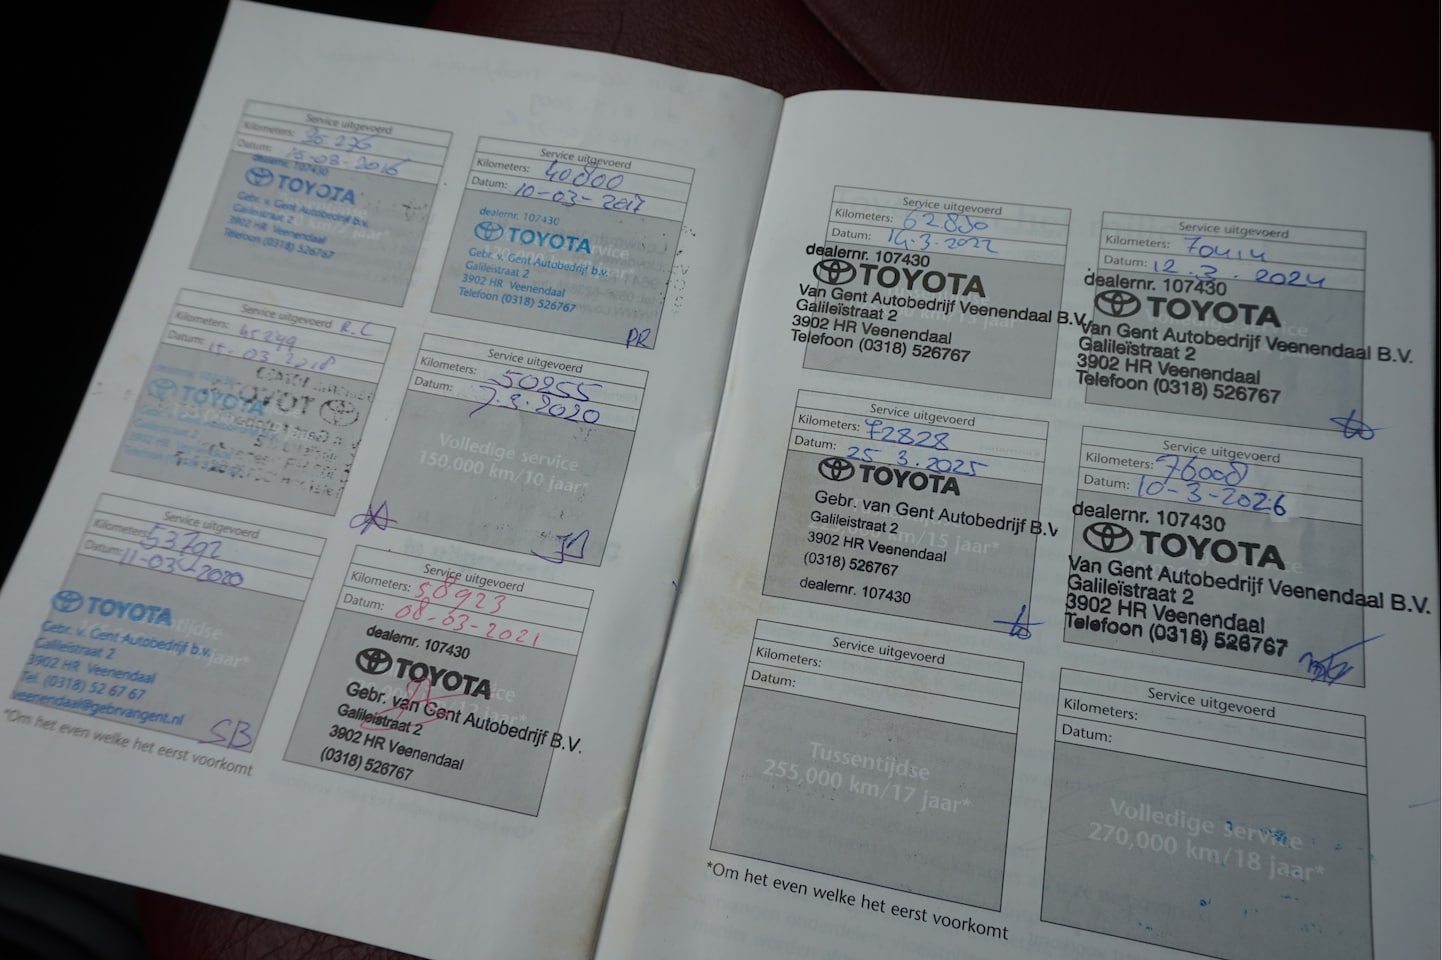 Service uitgevoerd
Kilometers: 35276
Datum: 15-03-2016
dealernr. 107430
TOYOTA
Gebr. v. Gent Autobedrijf b.v.
Galileistraat 2
3902 HR Veenendaal
Telefoon (0318) 526767
Service uitgevoerd
Kilometers: 40800
Datum: 10-03-2017
dealernr. 107430
TOYOTA
Gebr. v. Gent Autobedrijf b.v.
Galileistraat 2
3902 HR Veenendaal
Telefoon (0318) 526767
PR
Service uitgevoerd R.C
Kilometers: 45249
Datum: 03 2018
TOYOTA
Service uitgevoerd
Kilometers: 50955
Datum: 7.3.2020
Volledige service
150,000 km/10 jaar*
Service uitgevoerd
Kilometers: 53792
Datum: 11-03-2020
TOYOTA
Gebr. v. Gent Autobedrijf b.v.
Galileistraat 2
3902 HR Veenendaal
Tel. (0318) 52 67 67
veenendaal@gebrvangent.nl
SB
*Om het even welke het eerst voorkomt
Service uitgevoerd
Kilometers: 58923
Datum: 08-03-2021
dealernr. 107430
TOYOTA
Gebr. van Gent Autobedrijf B.V.
Galileistraat 2
3902 HR Veenendaal
(0318) 526767
Service uitgevoerd
Kilometers: 62850
Datum: 14.3.2022
dealernr. 107430
TOYOTA
Van Gent Autobedrijf Veenendaal B.V.
Galileïstraat 2
3902 HR Veenendaal
Telefoon (0318) 526767
Service uitgevoerd
Kilometers: 70414
Datum: 12.3.2024
dealernr. 107430
TOYOTA
Van Gent Autobedrijf Veenendaal B.V.
Galileïstraat 2
3902 HR Veenendaal
Telefoon (0318) 526767
Service uitgevoerd
Kilometers: 72828
Datum: 25 3.2025
TOYOTA
Gebr. van Gent Autobedrijf B.V
Galileistraat 2
3902 HR Veenendaal
(0318) 526767
dealernr. 107430
Service uitgevoerd
Kilometers: 76008
Datum: 10-3-2026
dealernr. 107430
TOYOTA
Van Gent Autobedrijf Veenendaal B.V.
Galileïstraat 2
3902 HR Veenendaal
Telefoon (0318) 526767
Service uitgevoerd
Kilometers:
Datum:
Tussentijdse
255,000 km/17 jaar*
Service uitgevoerd
Kilometers:
Datum:
Volledige service
270,000 km/18 jaar*
*Om het even welke het eerst voorkomt